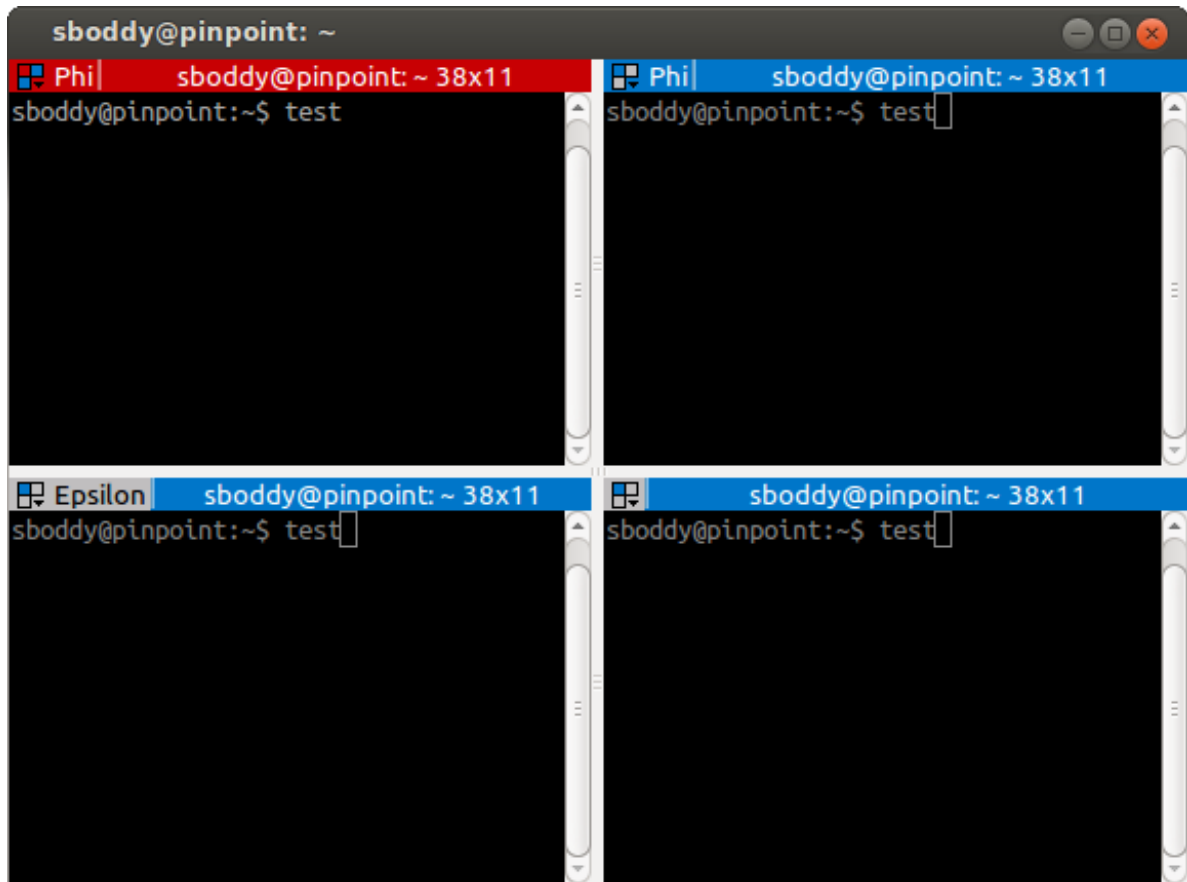 sboddy@pinpoint: ~
Phi sboddy@pinpoint: ~ 38x11
sboddy@pinpoint:~$ test
Phi sboddy@pinpoint: ~ 38x11
sboddy@pinpoint:~$ test
Epsilon sboddy@pinpoint: ~ 38x11
sboddy@pinpoint:~$ test
sboddy@pinpoint: ~ 38x11
sboddy@pinpoint:~$ test